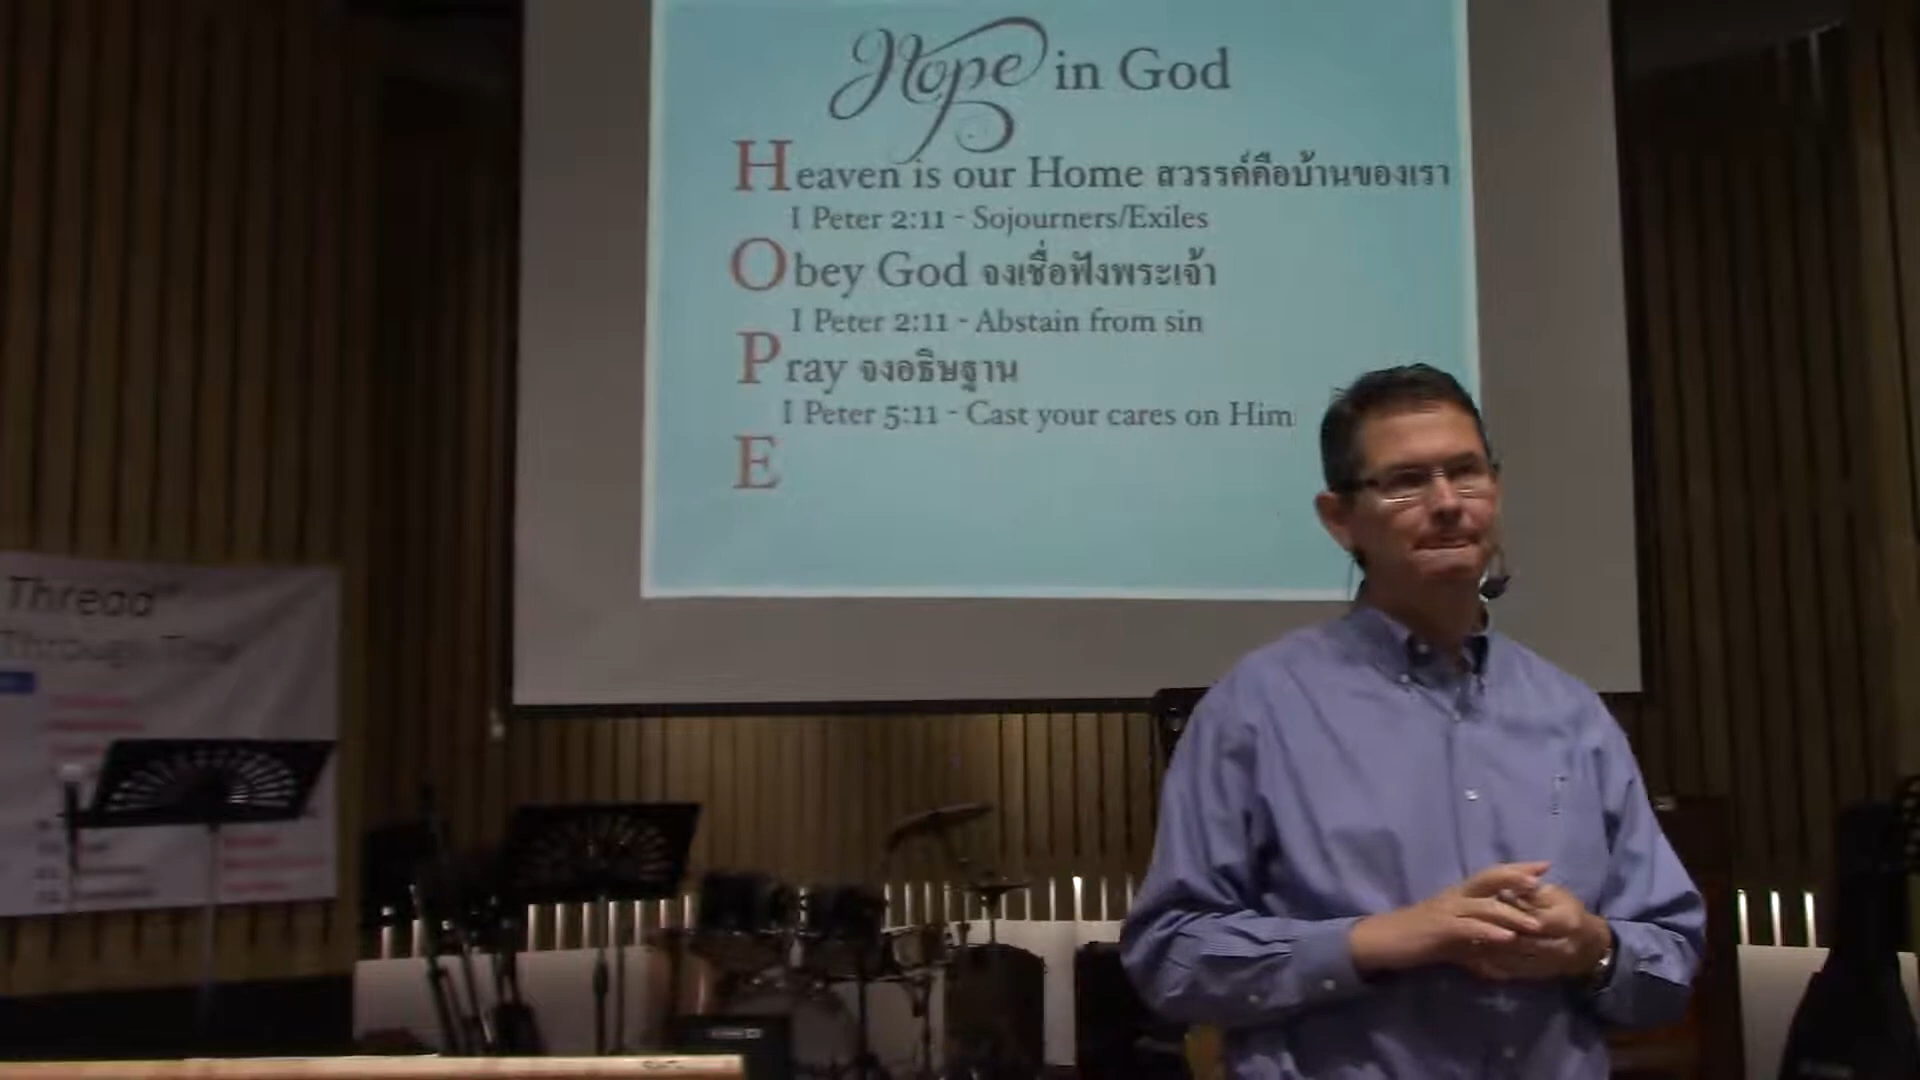 Hope in God
Heaven is our Home สวรรค์คือบ้านของเรา
I Peter 2:11 - Sojourners/Exiles
Obey God จงเชื่อฟังพระเจ้า
I Peter 2:11 - Abstain from sin
Pray จงอธิษฐาน
I Peter 5:11 - Cast your cares on Him
E
Thread
Through Time